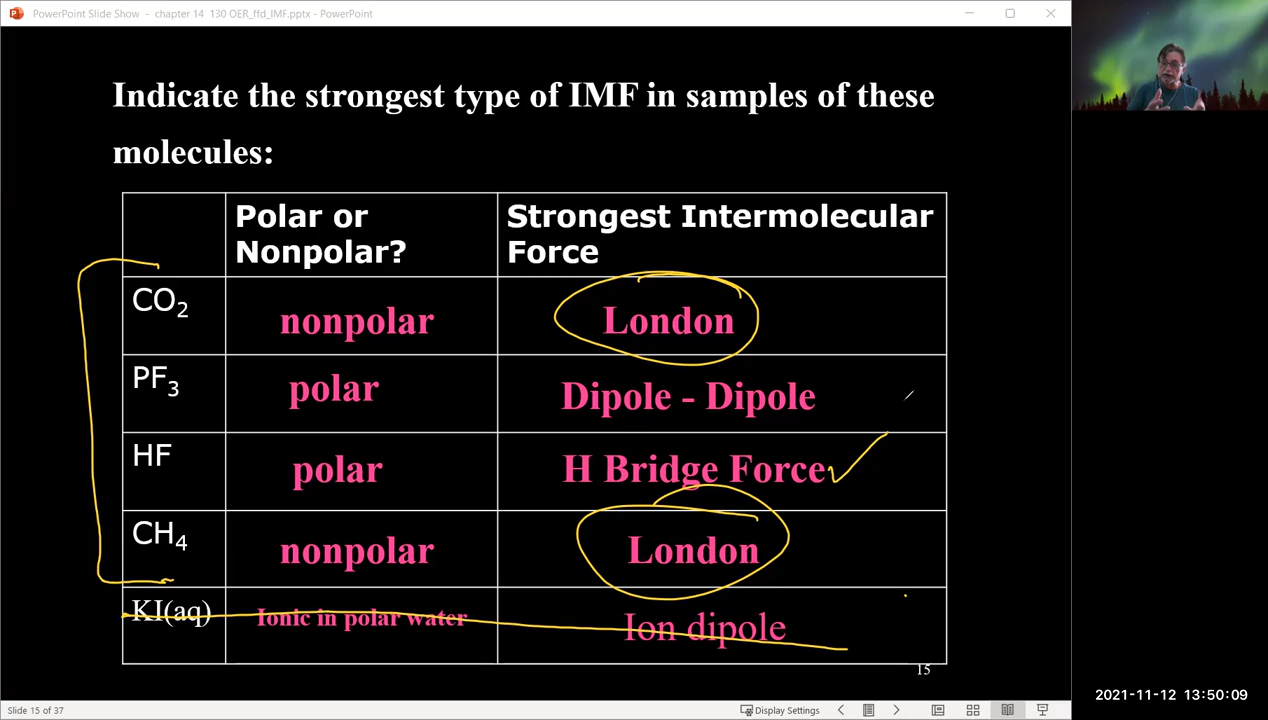 PowerPoint Slide Show - chapter 14 130 OER_ffd_IMF.pptx - PowerPoint
Indicate the strongest type of IMF in samples of these
molecules:
Polar or
Nonpolar?
Strongest Intermolecular
Force
CO₂
nonpolar
London
PF₃
polar
Dipole - Dipole
HF
polar
H Bridge Force
CH₄
nonpolar
London
KI(aq)
Ionic in polar water
Ion dipole
15
2021-11-12 13:50:09
Slide 15 of 37
Display Settings